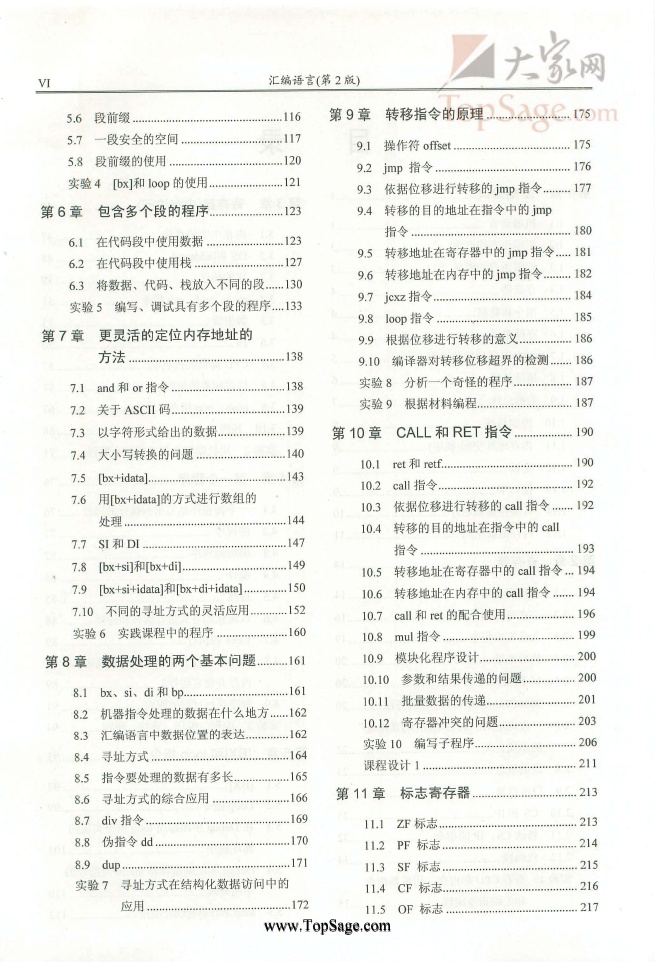 VI
汇编语言(第 2 版)
大家网
TopSage.com
5.6 段前缀 ........ 116
5.7 一段安全的空间 ........ 117
5.8 段前缀的使用 ........ 120
实验 4 [bx]和 loop 的使用 ........ 121
第 6 章 包含多个段的程序 ........ 123
6.1 在代码段中使用数据 ........ 123
6.2 在代码段中使用栈 ........ 127
6.3 将数据、代码、栈放入不同的段 ...... 130
实验 5 编写、调试具有多个段的程序 .... 133
第 7 章 更灵活的定位内存地址的
方法 ........ 138
7.1 and 和 or 指令 ........ 138
7.2 关于 ASCII 码 ........ 139
7.3 以字符形式给出的数据 ........ 139
7.4 大小写转换的问题 ........ 140
7.5 [bx+idata] ........ 143
7.6 用[bx+idata]的方式进行数组的
处理 ........ 144
7.7 SI 和 DI ........ 147
7.8 [bx+si]和[bx+di] ........ 149
7.9 [bx+si+idata]和[bx+di+idata] ........ 150
7.10 不同的寻址方式的灵活应用 ........ 152
实验 6 实践课程中的程序 ........ 160
第 8 章 数据处理的两个基本问题 ........ 161
8.1 bx、si、di 和 bp ........ 161
8.2 机器指令处理的数据在什么地方 ...... 162
8.3 汇编语言中数据位置的表达 ........ 162
8.4 寻址方式 ........ 164
8.5 指令要处理的数据有多长 ........ 165
8.6 寻址方式的综合应用 ........ 166
8.7 div 指令 ........ 169
8.8 伪指令 dd ........ 170
8.9 dup ........ 171
实验 7 寻址方式在结构化数据访问中的
应用 ........ 172
第 9 章 转移指令的原理 ........ 175
9.1 操作符 offset ........ 175
9.2 jmp 指令 ........ 176
9.3 依据位移进行转移的 jmp 指令 ........ 177
9.4 转移的目的地址在指令中的 jmp
指令 ........ 180
9.5 转移地址在寄存器中的 jmp 指令 ..... 181
9.6 转移地址在内存中的 jmp 指令 ........ 182
9.7 jcxz 指令 ........ 184
9.8 loop 指令 ........ 185
9.9 根据位移进行转移的意义 ........ 186
9.10 编译器对转移位移超界的检测 ....... 186
实验 8 分析一个奇怪的程序 ........ 187
实验 9 根据材料编程 ........ 187
第 10 章 CALL 和 RET 指令 ........ 190
10.1 ret 和 retf ........ 190
10.2 call 指令 ........ 192
10.3 依据位移进行转移的 call 指令 ....... 192
10.4 转移的目的地址在指令中的 call
指令 ........ 193
10.5 转移地址在寄存器中的 call 指令 ... 194
10.6 转移地址在内存中的 call 指令 ....... 194
10.7 call 和 ret 的配合使用 ........ 196
10.8 mul 指令 ........ 199
10.9 模块化程序设计 ........ 200
10.10 参数和结果传递的问题 ........ 200
10.11 批量数据的传递 ........ 201
10.12 寄存器冲突的问题 ........ 203
实验 10 编写子程序 ........ 206
课程设计 1 ........ 211
第 11 章 标志寄存器 ........ 213
11.1 ZF 标志 ........ 213
11.2 PF 标志 ........ 214
11.3 SF 标志 ........ 215
11.4 CF 标志 ........ 216
11.5 OF 标志 ........ 217
www.TopSage.com